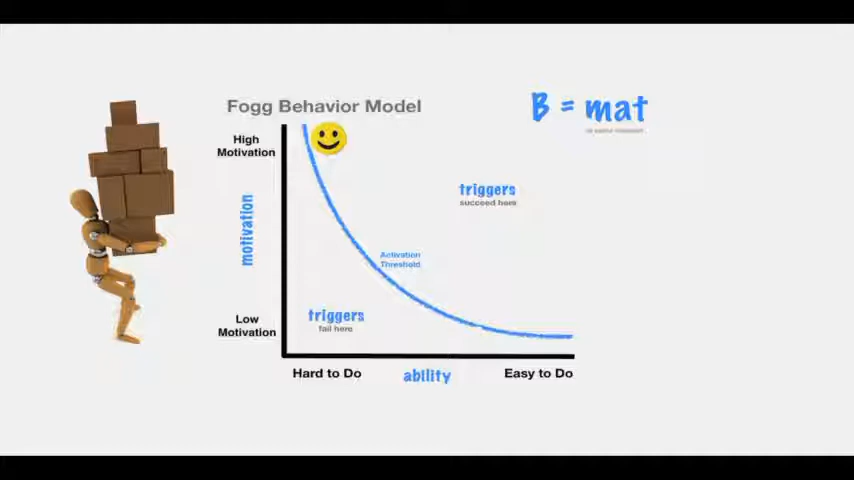 Fogg Behavior Model
B = mat
High
Motivation
triggers
succeed here
motivation
Activation
Threshold
triggers
fail here
Low
Motivation
Hard to Do
ability
Easy to Do